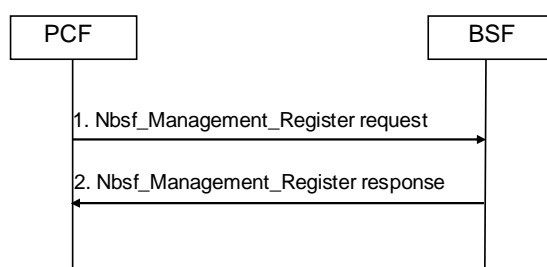 PCF
BSF
1. Nbsf_Management_Register request
2. Nbsf_Management_Register response